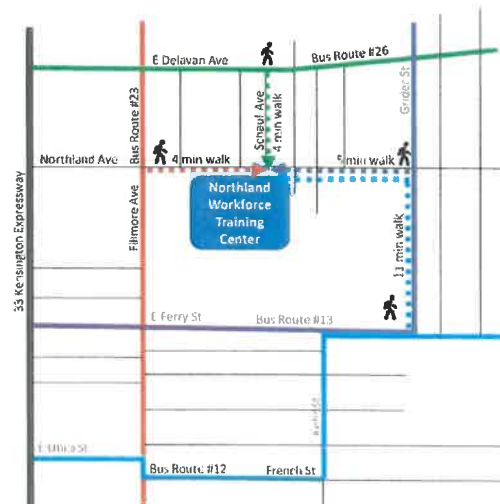 E Delavan Ave
Bus Route #26
Bus Route #23
Schauf Ave
4 min walk
Grider St
Northland Ave
4 min walk
min walk
Northland
Workforce
Training
Center
33 Kensington Expressway
Fillmore Ave
11 min walk
E Ferry St
Bus Route #13
E Utica St
Bus Route #12
French St